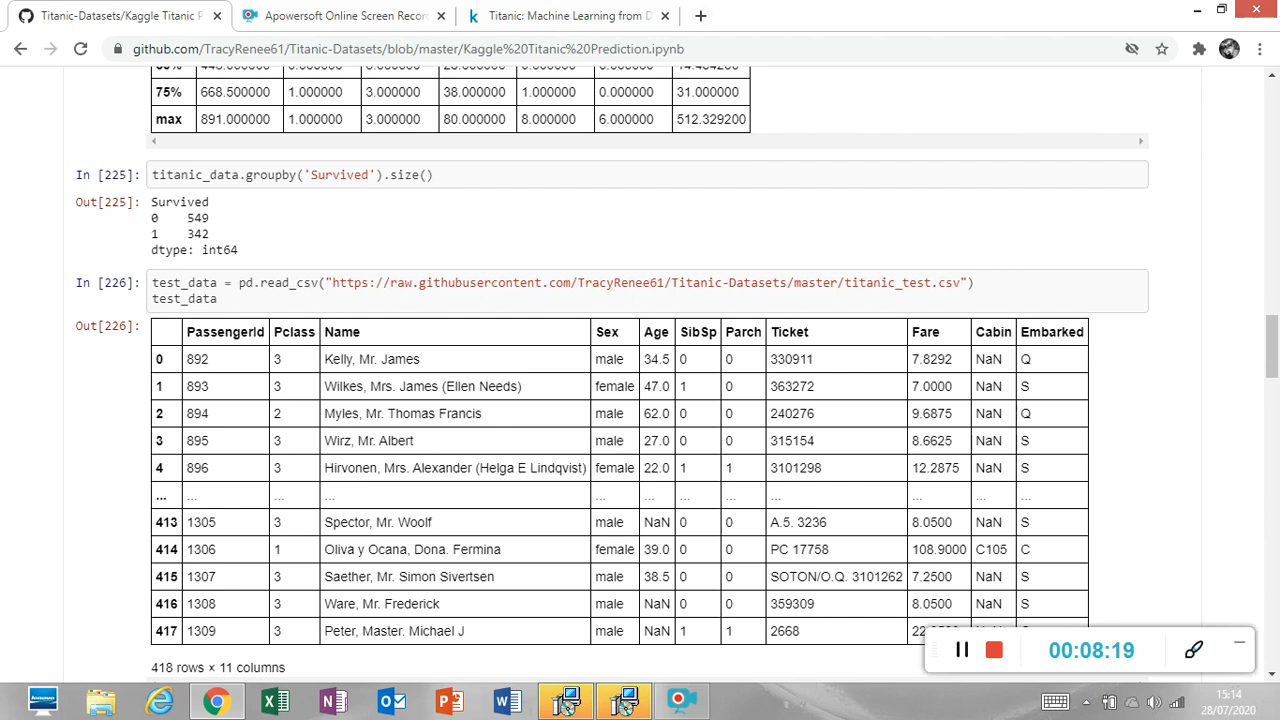 Titanic-Datasets/Kaggle Titanic P
Apowersoft Online Screen Recor
Titanic: Machine Learning from D
github.com/TracyRenee61/Titanic-Datasets/blob/master/Kaggle%20Titanic%20Prediction.ipynb
75% 668.500000 1.000000 3.000000 38.000000 1.000000 0.000000 31.000000
max 891.000000 1.000000 3.000000 80.000000 8.000000 6.000000 512.329200
In [225]: titanic_data.groupby('Survived').size()
Out[225]: Survived
0 549
1 342
dtype: int64
In [226]: test_data = pd.read_csv("https://raw.githubusercontent.com/TracyRenee61/Titanic-Datasets/master/titanic_test.csv")
test_data
Out[226]:
PassengerId Pclass Name Sex Age SibSp Parch Ticket Fare Cabin Embarked
0 892 3 Kelly, Mr. James male 34.5 0 0 330911 7.8292 NaN Q
1 893 3 Wilkes, Mrs. James (Ellen Needs) female 47.0 1 0 363272 7.0000 NaN S
2 894 2 Myles, Mr. Thomas Francis male 62.0 0 0 240276 9.6875 NaN Q
3 895 3 Wirz, Mr. Albert male 27.0 0 0 315154 8.6625 NaN S
4 896 3 Hirvonen, Mrs. Alexander (Helga E Lindqvist) female 22.0 1 1 3101298 12.2875 NaN S
... ... ... ... ... ... ... ... ... ... ... ...
413 1305 3 Spector, Mr. Woolf male NaN 0 0 A.5. 3236 8.0500 NaN S
414 1306 1 Oliva y Ocana, Dona. Fermina female 39.0 0 0 PC 17758 108.9000 C105 C
415 1307 3 Saether, Mr. Simon Sivertsen male 38.5 0 0 SOTON/O.Q. 3101262 7.2500 NaN S
416 1308 3 Ware, Mr. Frederick male NaN 0 0 359309 8.0500 NaN S
417 1309 3 Peter, Master. Michael J male NaN 1 1 2668
418 rows × 11 columns
00:08:19
15:14
28/07/2020